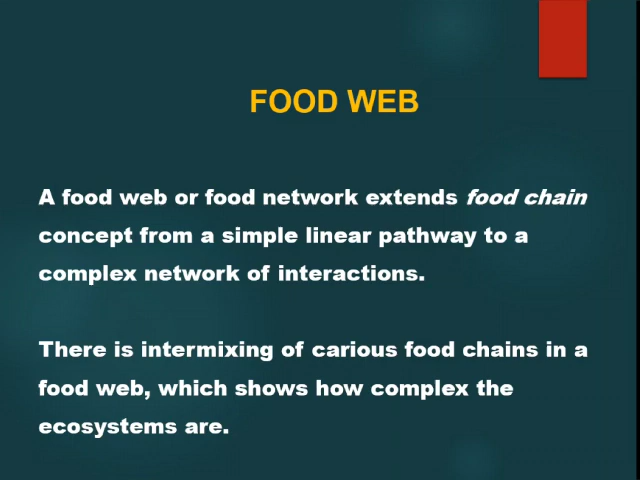 FOOD WEB
A food web or food network extends food chain
concept from a simple linear pathway to a
complex network of interactions.
There is intermixing of carious food chains in a
food web, which shows how complex the
ecosystems are.